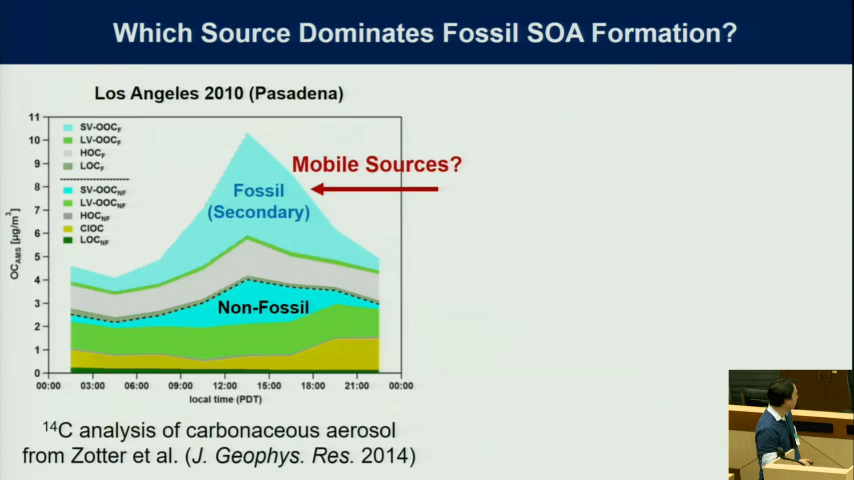 Which Source Dominates Fossil SOA Formation?
Los Angeles 2010 (Pasadena)
11
10
9
8
7
6
5
4
3
2
1
0
OC_AMS [µg/m³]
SV-OOC_F
LV-OOC_F
HOC_F
LOC_F
SV-OOC_NF
LV-OOC_NF
HOC_NF
CIOC
LOC_NF
Mobile Sources?
Fossil
(Secondary)
Non-Fossil
00:00 03:00 06:00 09:00 12:00 15:00 18:00 21:00 00:00
local time (PDT)
¹⁴C analysis of carbonaceous aerosol
from Zotter et al. (J. Geophys. Res. 2014)